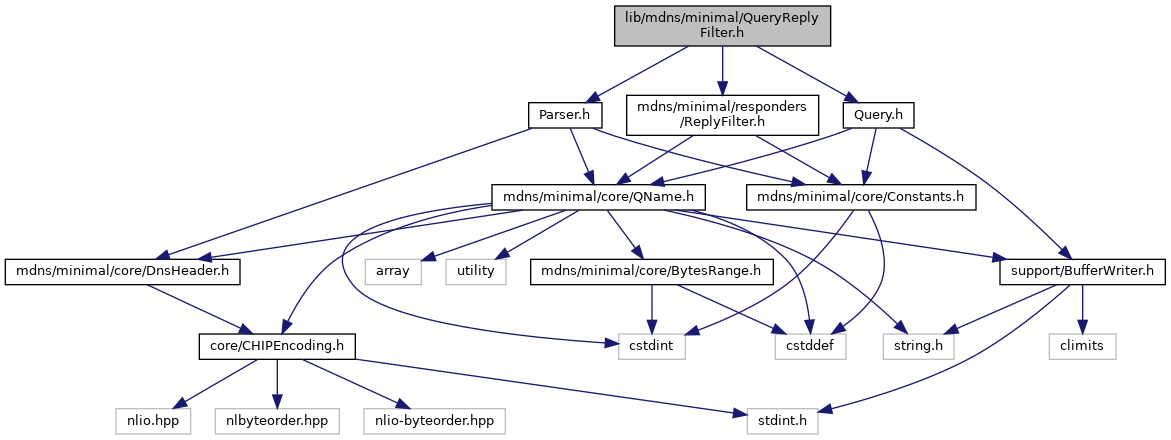 lib/mdns/minimal/QueryReply
Filter.h
Parser.h
mdns/minimal/responders
/ReplyFilter.h
Query.h
mdns/minimal/core/QName.h
mdns/minimal/core/Constants.h
mdns/minimal/core/DnsHeader.h
array
utility
mdns/minimal/core/BytesRange.h
support/BufferWriter.h
core/CHIPEncoding.h
cstdint
cstddef
string.h
climits
nlio.hpp
nlbyteorder.hpp
nlio-byteorder.hpp
stdint.h